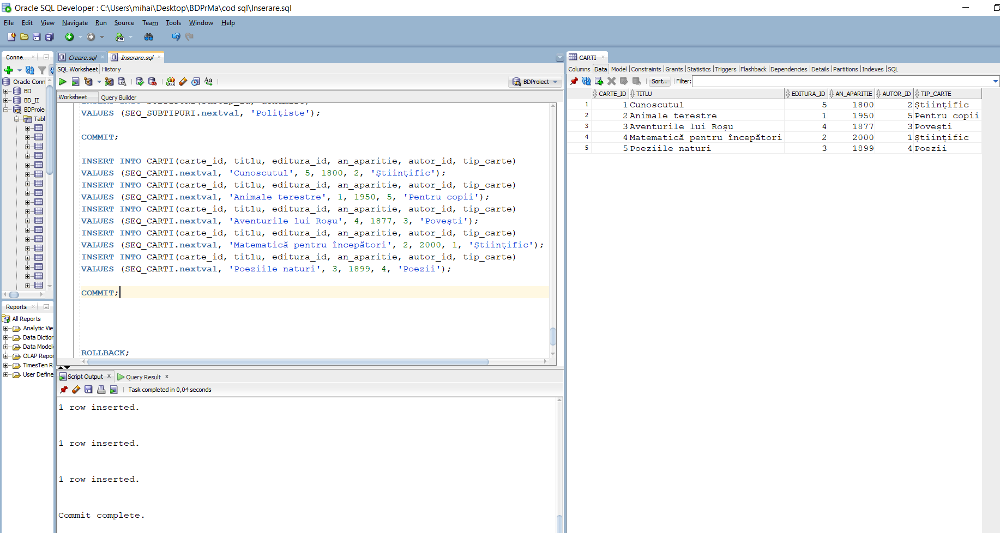 Oracle SQL Developer : C:\Users\mihai\Desktop\BDPrMa\cod sql\Inserare.sql
File Edit View Navigate Run Source Team Tools Window Help
Conne...
Oracle Conn
BD
BD_II
BDProie
Tabl
Reports
All Reports
Analytic Vie
Data Diction
Data Model
OLAP Repo
TimesTen R
User Define
Creare.sql Inserare.sql
SQL Worksheet History
BDProiect
Worksheet Query Builder
VALUES (SEQ_SUBTIPURI.nextval, 'Polițiste');
COMMIT;
INSERT INTO CARTI(carte_id, titlu, editura_id, an_aparitie, autor_id, tip_carte)
VALUES (SEQ_CARTI.nextval, 'Cunoscutul', 5, 1800, 2, 'Științific');
INSERT INTO CARTI(carte_id, titlu, editura_id, an_aparitie, autor_id, tip_carte)
VALUES (SEQ_CARTI.nextval, 'Animale terestre', 1, 1950, 5, 'Pentru copii');
INSERT INTO CARTI(carte_id, titlu, editura_id, an_aparitie, autor_id, tip_carte)
VALUES (SEQ_CARTI.nextval, 'Aventurile lui Roșu', 4, 1877, 3, 'Povești');
INSERT INTO CARTI(carte_id, titlu, editura_id, an_aparitie, autor_id, tip_carte)
VALUES (SEQ_CARTI.nextval, 'Matematică pentru începători', 2, 2000, 1, 'Științific');
INSERT INTO CARTI(carte_id, titlu, editura_id, an_aparitie, autor_id, tip_carte)
VALUES (SEQ_CARTI.nextval, 'Poeziile naturi', 3, 1899, 4, 'Poezii');
COMMIT;
ROLLBACK;
Script Output Query Result
Task completed in 0,04 seconds
1 row inserted.
1 row inserted.
1 row inserted.
Commit complete.
CARTI
Columns Data Model Constraints Grants Statistics Triggers Flashback Dependencies Details Partitions Indexes SQL
Sort.. Filter:
CARTE_ID TITLU EDITURA_ID AN_APARITIE AUTOR_ID TIP_CARTE
1 1 Cunoscutul 5 1800 2 Științific
2 2 Animale terestre 1 1950 5 Pentru copii
3 3 Aventurile lui Roșu 4 1877 3 Povești
4 4 Matematică pentru începători 2 2000 1 Științific
5 5 Poeziile naturi 3 1899 4 Poezii